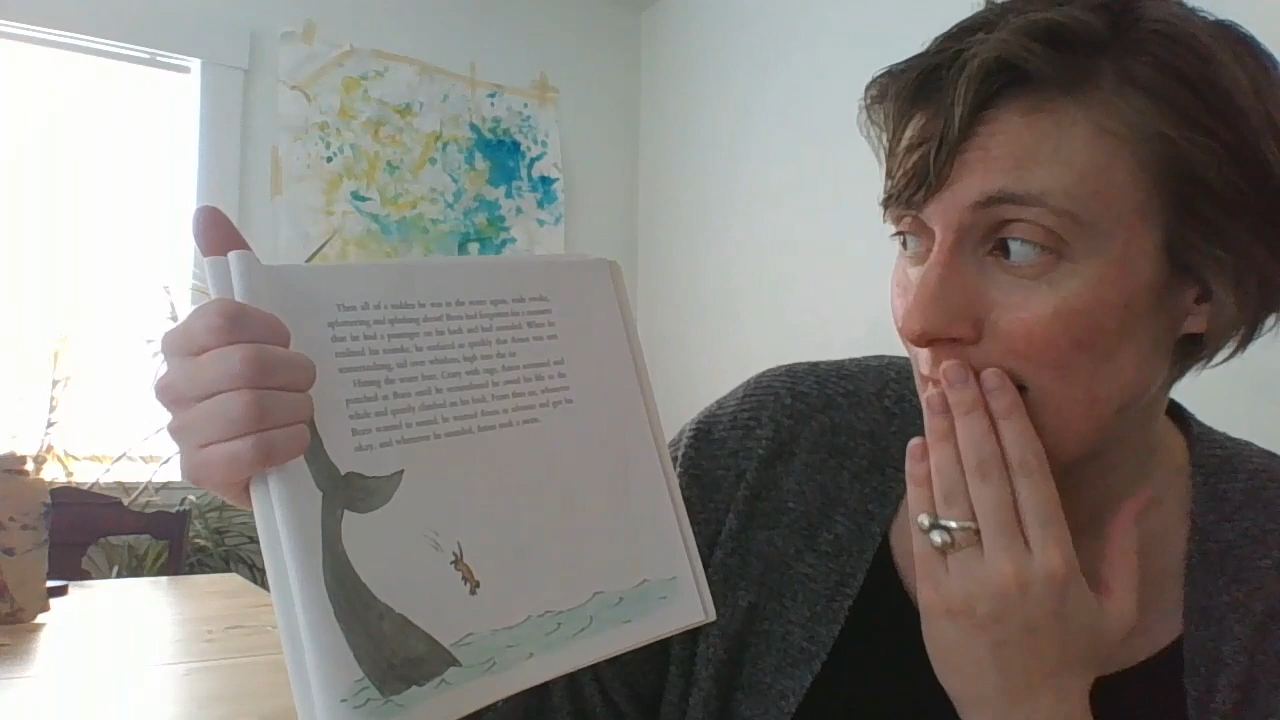 Then all of a sudden he was in the water again, wide awake,
spluttering and splashing about! Boris had forgotten for a moment
that he had a passenger on his back and had sounded. When he
realized his mistake, he surfaced so quickly that Amos was sent
somersaulting, tail over whiskers, high into the air.
Hitting the water hurt. Crazy with rage, Amos screamed and
punched at Boris until he remembered he owed his life to the
whale and quietly climbed on his back. From then on, whenever
Boris wanted to sound, he warned Amos in advance and got his
okay, and whenever he sounded, Amos took a swim.